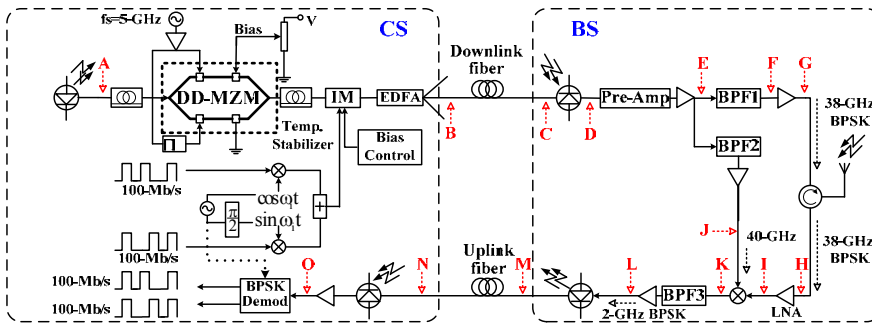 fs=5-GHz
V
CS
BS
Bias
A
DD-MZM
IM
EDFA
Temp.
Stabilizer
Bias
Control
B
Downlink
fiber
C
D
Pre-Amp
E
BPF1
F
G
38-GHz
BPSK
BPF2
J
40-GHz
38-GHz
BPSK
100-Mb/s
cosω₁t
π/2
sinω₁t
+
100-Mb/s
100-Mb/s
100-Mb/s
BPSK
Demod
O
N
Uplink
fiber
M
L
2-GHz BPSK
BPF3
K
I
H
LNA